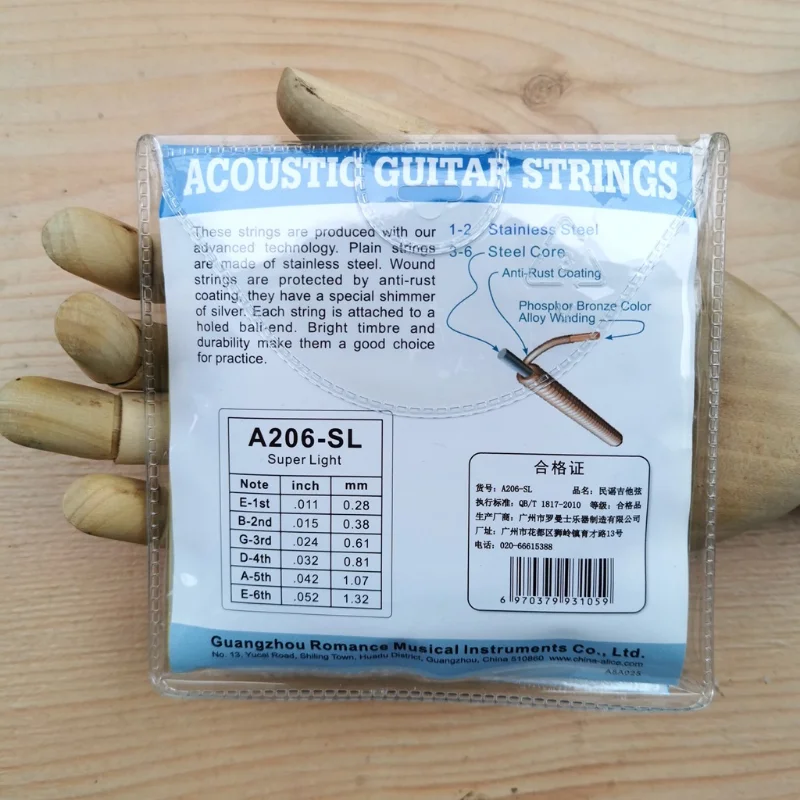 ACOUSTIC GUITAR STRINGS
These strings are produced with our
advanced technology. Plain strings
are made of stainless steel. Wound
strings are protected by anti-rust
coating, they have a special shimmer
of silver. Each string is attached to a
holed ball-end. Bright timbre and
durability make them a good choice
for practice.
1-2 Stainless Steel
3-6 Steel Core
Anti-Rust Coating
Phosphor Bronze Color
Alloy Winding
A206-SL
Super Light
Note inch mm
E-1st .011 0.28
B-2nd .015 0.38
G-3rd .024 0.61
D-4th .032 0.81
A-5th .042 1.07
E-6th .052 1.32
合格证
货号: A206-SL 品名: 民谣吉他弦
执行标准: QB/T 1817-2010 等级: 合格品
生产厂商: 广州市罗曼士乐器制造有限公司
厂址: 广州市花都区狮岭镇育才路13号
电话: 020-66615388
6 970379 931059
Guangzhou Romance Musical Instruments Co., Ltd.
No. 13, Yucai Road, Shiling Town, Huadu District, Guangzhou, China 510860 www.china-alice.com
ASA025